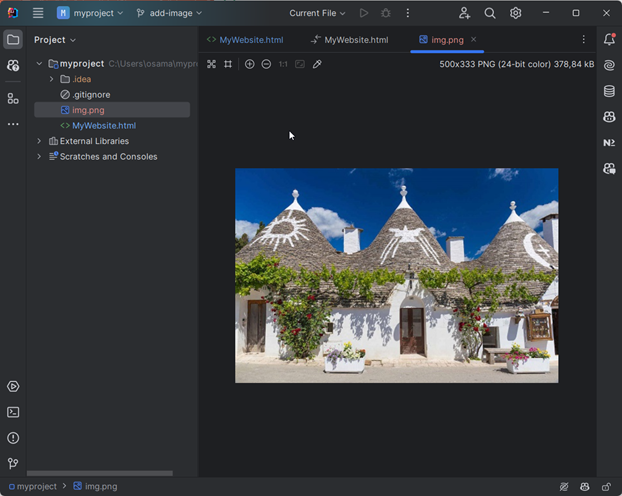 M myproject add-image Current File
Project
MyWebsite.html MyWebsite.html img.png
500x333 PNG (24-bit color) 378,84 kB
1:1
myproject C:\Users\osama\mypro
.idea
.gitignore
img.png
MyWebsite.html
External Libraries
Scratches and Consoles
myproject > img.png